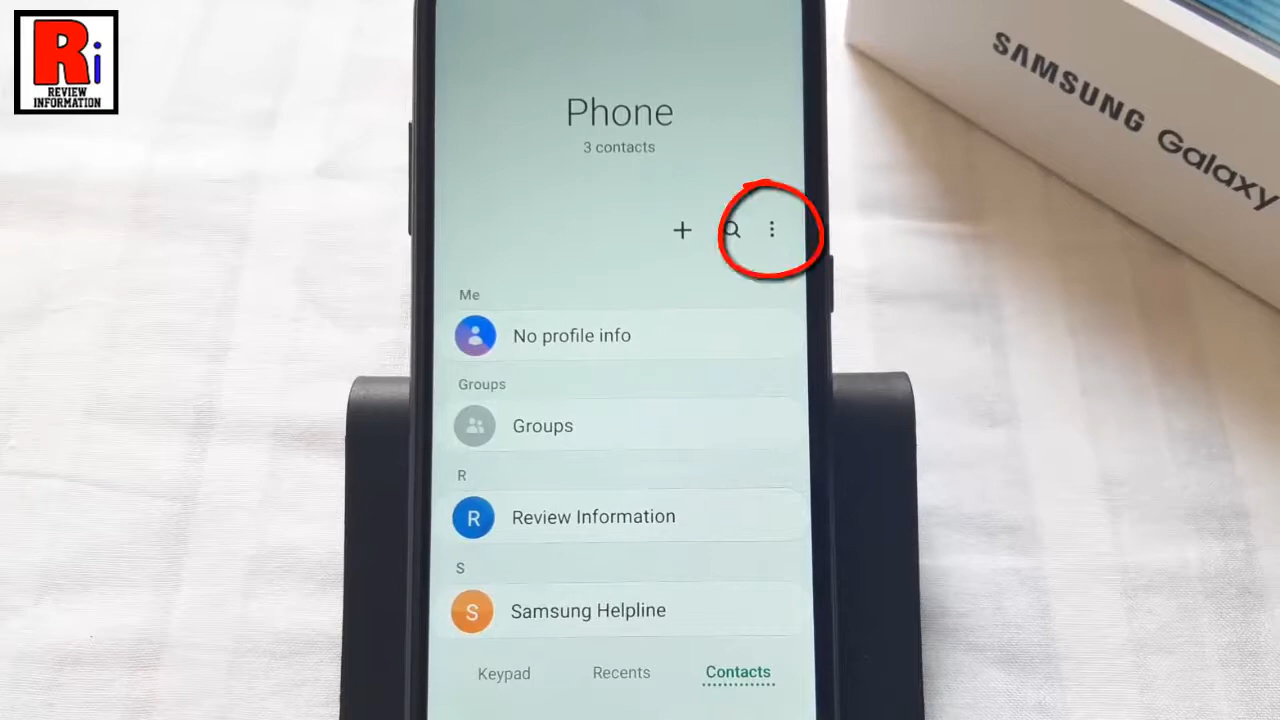 Ri
REVIEW
INFORMATION
SAMSUNG Galaxy
Phone
3 contacts
Me
No profile info
Groups
Groups
R
R Review Information
S
S Samsung Helpline
Keypad Recents Contacts